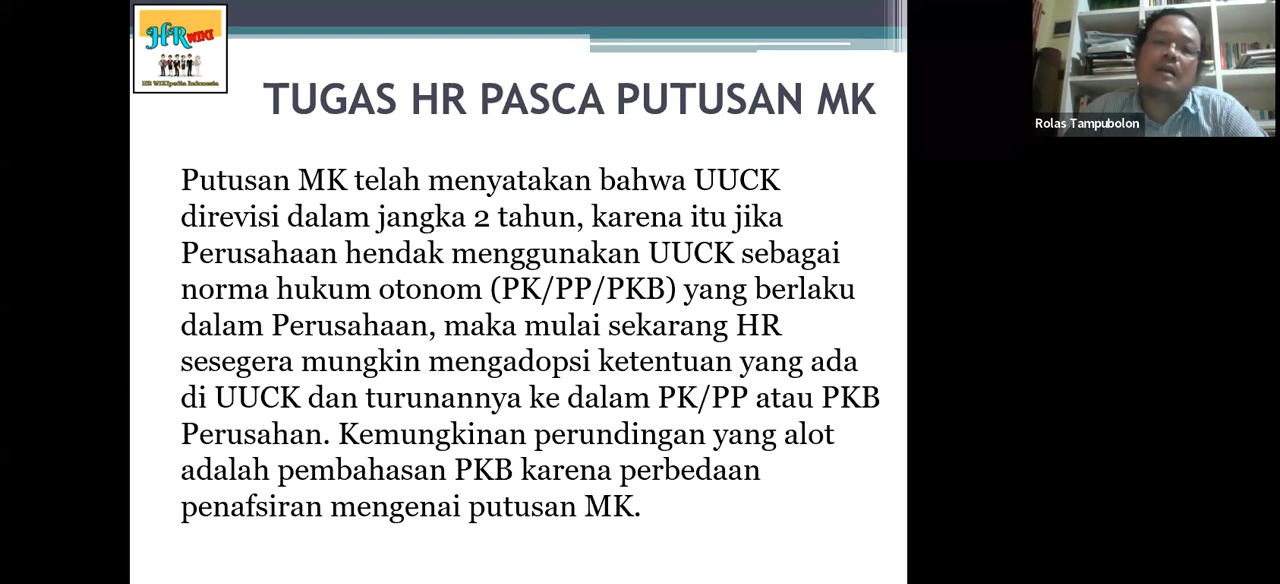 HR WIKI
HR WIKIpedia Indonesia
TUGAS HR PASCA PUTUSAN MK
Rolas Tampubolon
Putusan MK telah menyatakan bahwa UUCK
direvisi dalam jangka 2 tahun, karena itu jika
Perusahaan hendak menggunakan UUCK sebagai
norma hukum otonom (PK/PP/PKB) yang berlaku
dalam Perusahaan, maka mulai sekarang HR
sesegera mungkin mengadopsi ketentuan yang ada
di UUCK dan turunannya ke dalam PK/PP atau PKB
Perusahan. Kemungkinan perundingan yang alot
adalah pembahasan PKB karena perbedaan
penafsiran mengenai putusan MK.